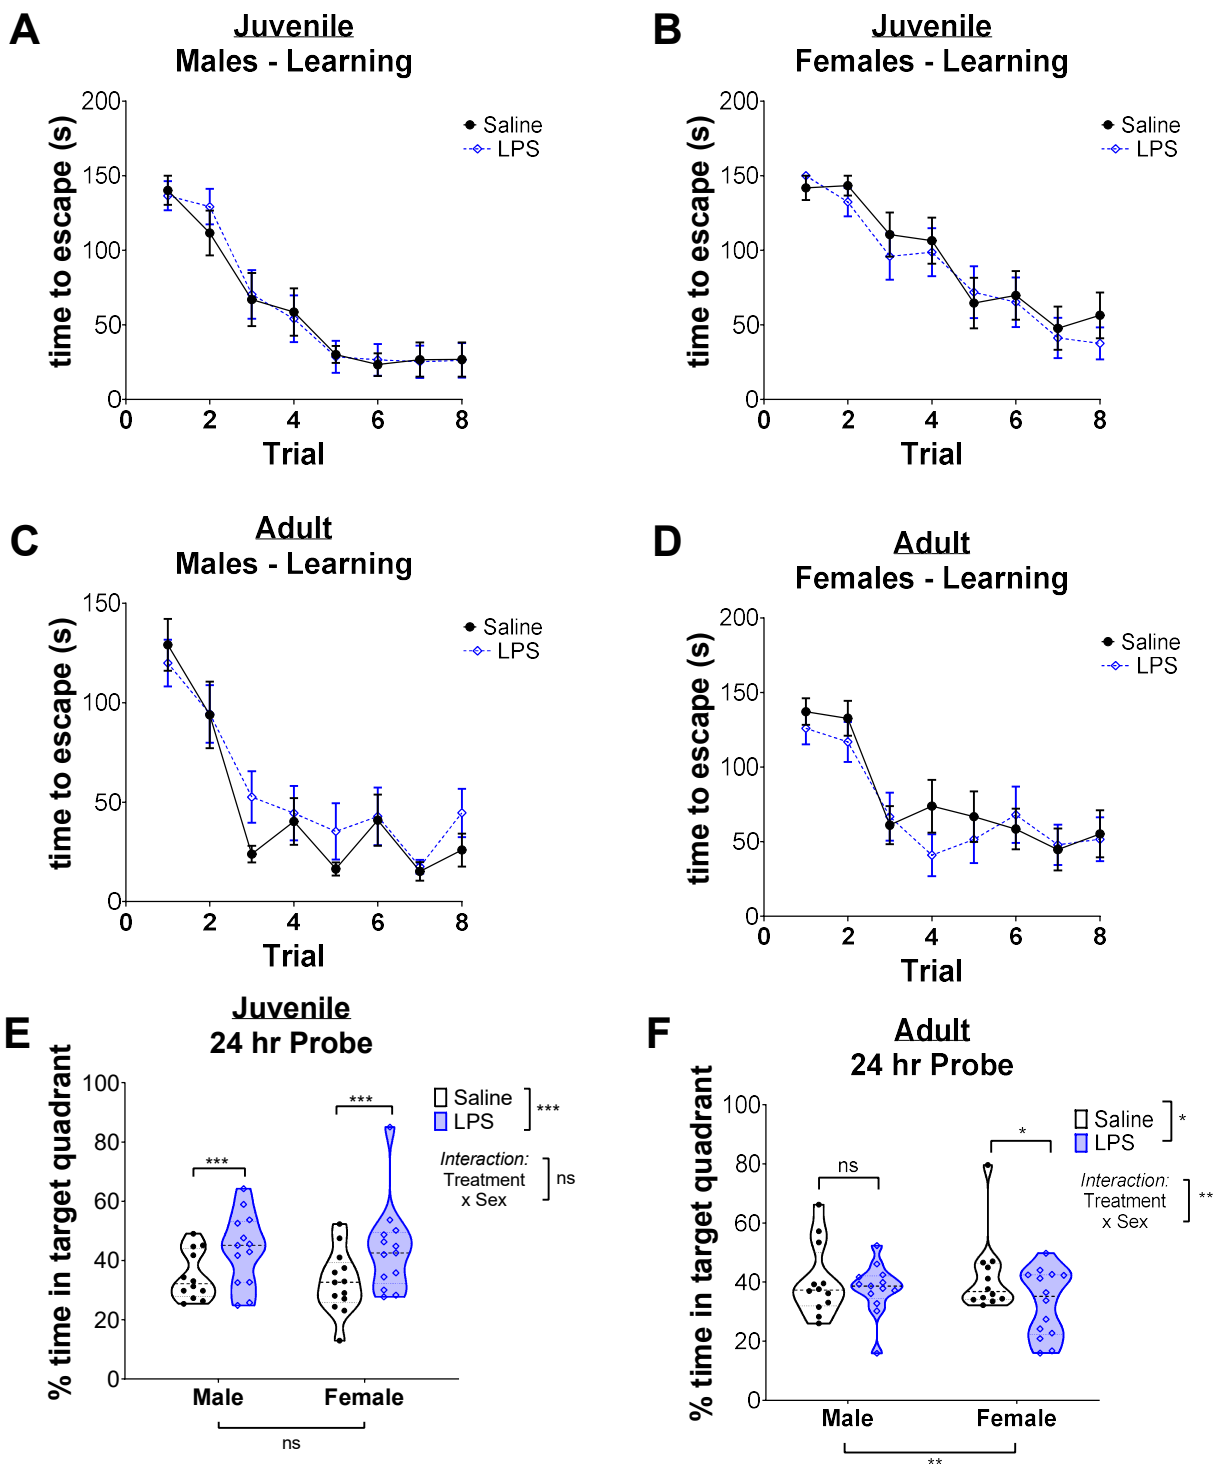 A
Juvenile
Males - Learning
time to escape (s)
200
150
100
50
0
0
2
4
6
8
Trial
Saline
LPS
B
Juvenile
Females - Learning
time to escape (s)
200
150
100
50
0
0
2
4
6
8
Trial
Saline
LPS
C
Adult
Males - Learning
time to escape (s)
150
100
50
0
0
2
4
6
8
Trial
Saline
LPS
D
Adult
Females - Learning
time to escape (s)
200
150
100
50
0
0
2
4
6
8
Trial
Saline
LPS
E
Juvenile
24 hr Probe
% time in target quadrant
100
80
60
40
20
0
***
***
Saline
LPS
***
Interaction:
Treatment
x Sex
ns
Male
Female
ns
F
Adult
24 hr Probe
% time in target quadrant
100
80
60
40
20
0
ns
*
Saline
LPS
*
Interaction:
Treatment
x Sex
**
Male
Female
**